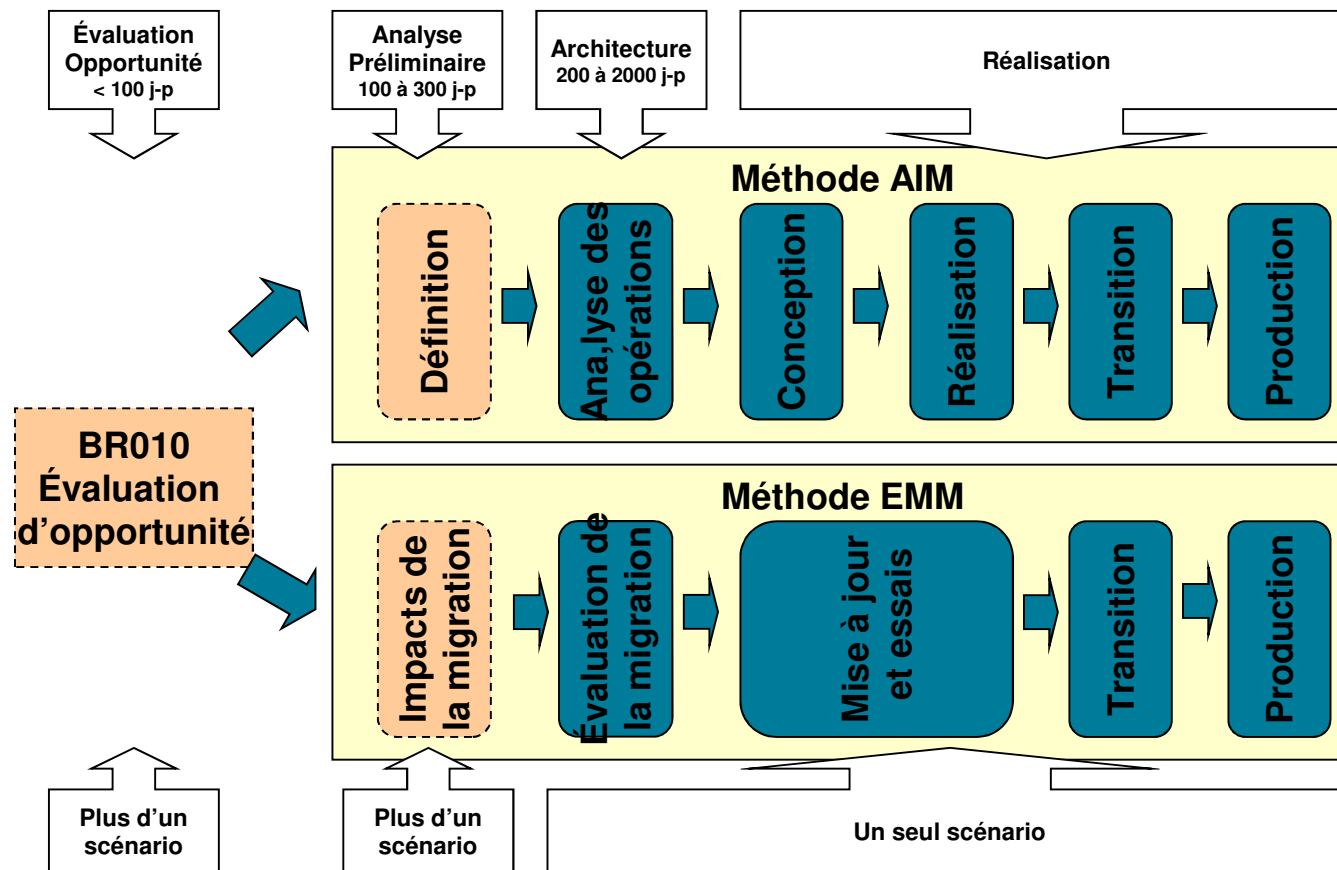 Évaluation
Opportunité
< 100 j-p
Analyse
Préliminaire
100 à 300 j-p
Architecture
200 à 2000 j-p
Réalisation
Méthode AIM
Définition
Ana,lyse des
opérations
Conception
Réalisation
Transition
Production
BR010
Évaluation
d’opportunité
Méthode EMM
Impacts de
la migration
Évaluation de
la migration
Mise à jour
et essais
Transition
Production
Plus d’un
scénario
Plus d’un
scénario
Un seul scénario